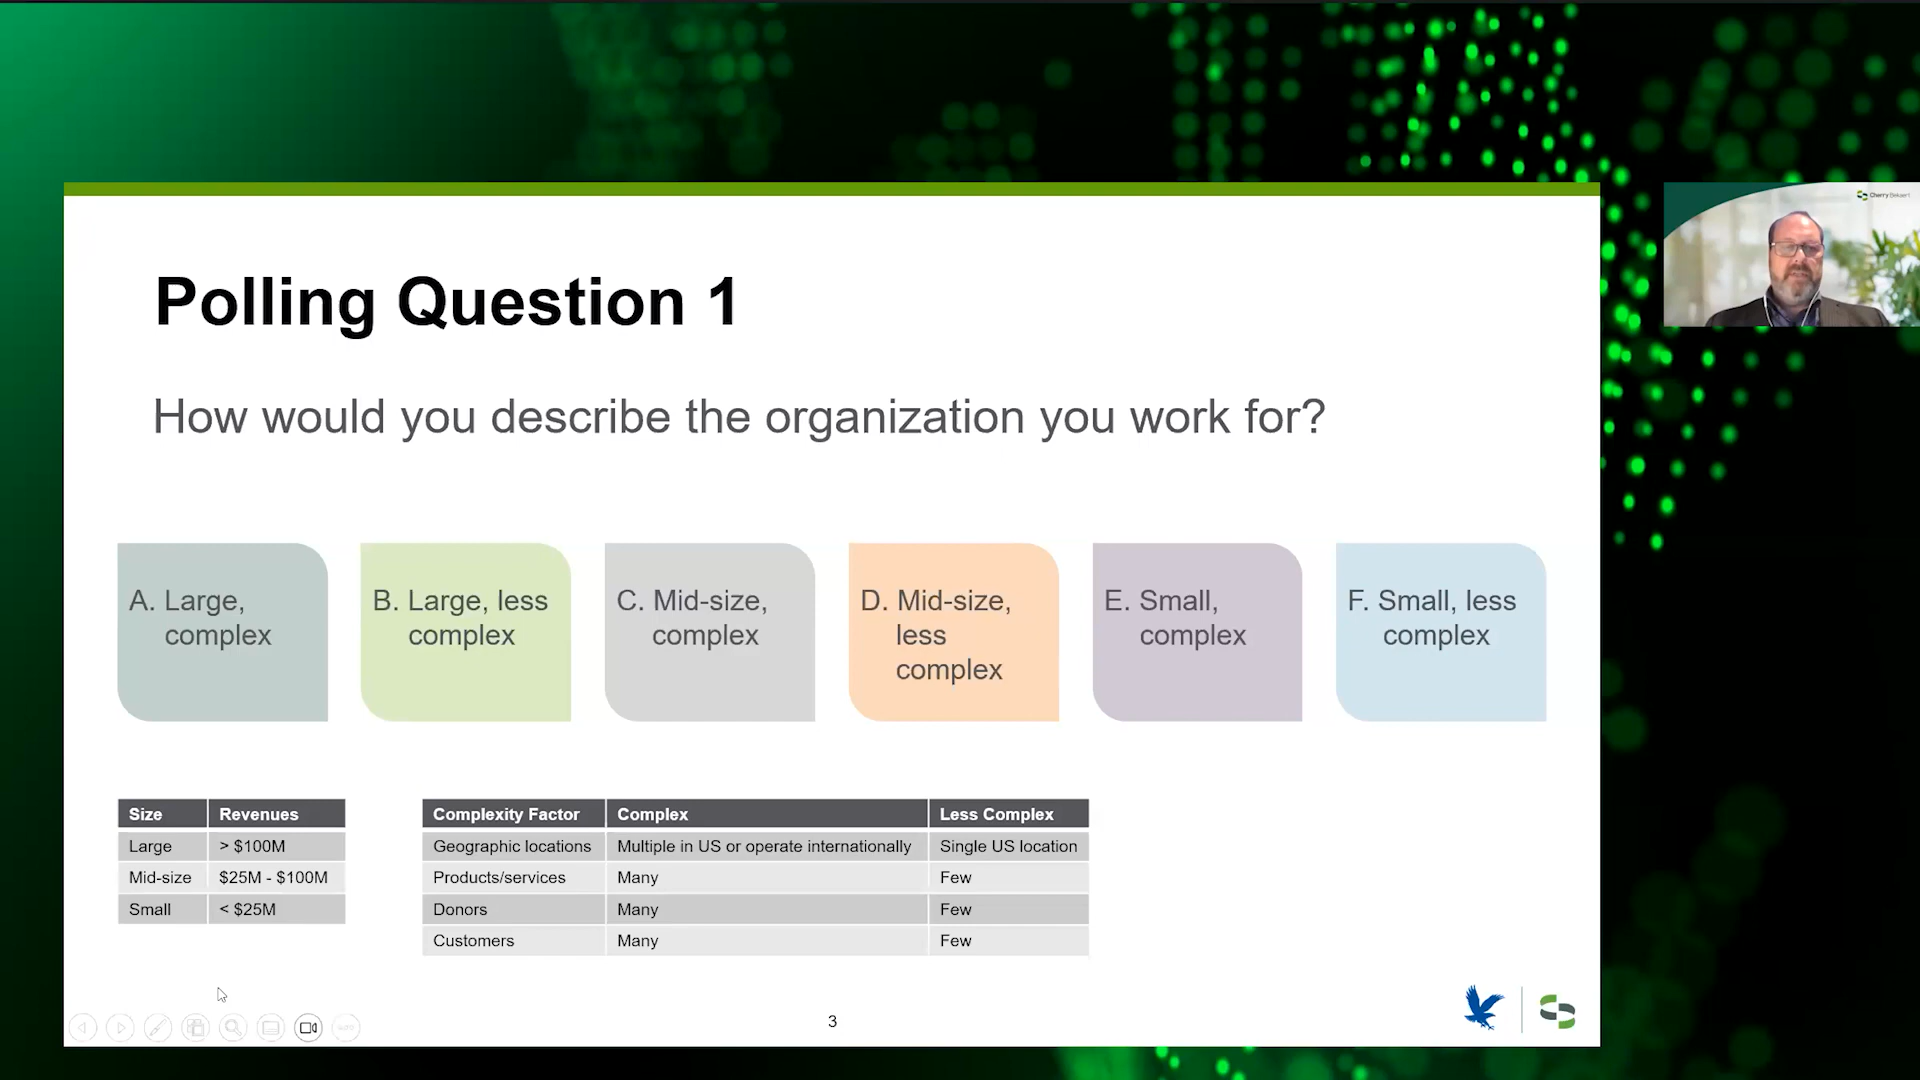 Cherry Bekaert
Polling Question 1
How would you describe the organization you work for?
A. Large,
complex
B. Large, less
complex
C. Mid-size,
complex
D. Mid-size,
less
complex
E. Small,
complex
F. Small, less
complex
Size Revenues
Large > $100M
Mid-size $25M - $100M
Small < $25M
Complexity Factor Complex Less Complex
Geographic locations Multiple in US or operate internationally Single US location
Products/services Many Few
Donors Many Few
Customers Many Few
3